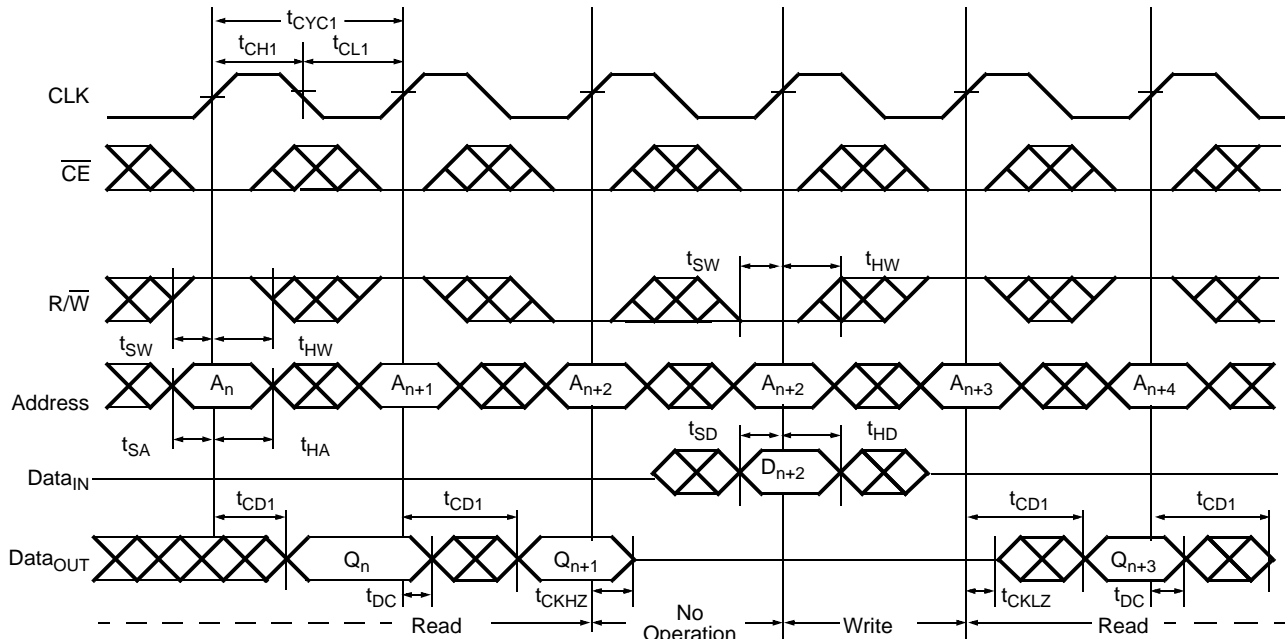 tCYC1
tCH1 tCL1
CLK
CE
tSW tHW
R/W
tSW tHW
An An+1 An+2 An+2 An+3 An+4
Address
tSA tHA tSD tHD
DataIN Dn+2
tCD1 tCD1 tCD1 tCD1
DataOUT Qn Qn+1 Qn+3
tDC tCKHZ tCKLZ tDC
Read No Operation Write Read